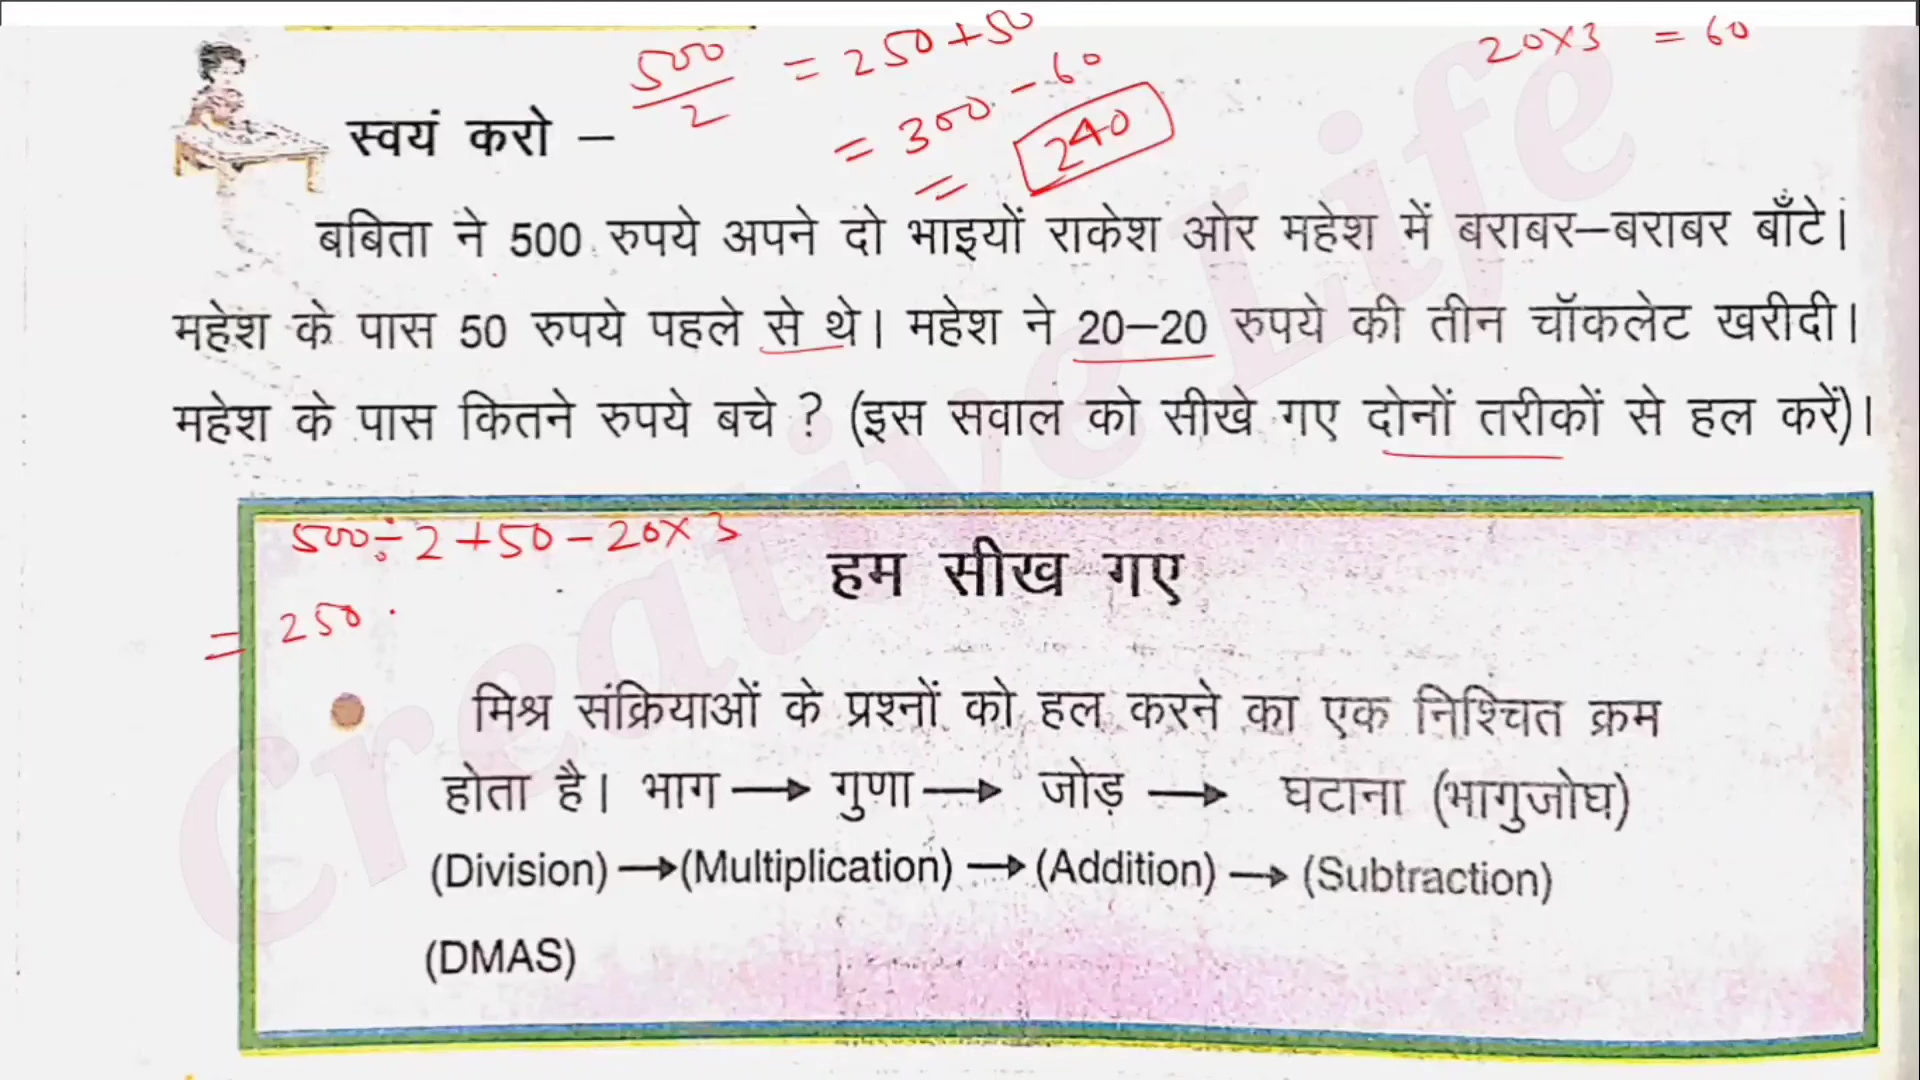 500/2 = 250+50
20×3 = 60
= 300-60
= 240
स्वयं करो –
बबिता ने 500 रुपये अपने दो भाइयों राकेश ओर महेश में बराबर–बराबर बाँटे।
महेश के पास 50 रुपये पहले से थे। महेश ने 20–20 रुपये की तीन चॉकलेट खरीदी।
महेश के पास कितने रुपये बचे ? (इस सवाल को सीखे गए दोनों तरीकों से हल करें)।
500÷2+50-20×3
हम सीख गए
= 250
मिश्र संक्रियाओं के प्रश्नों को हल करने का एक निश्चित क्रम
होता है। भाग → गुणा → जोड़ → घटाना (भागुजोघ)
(Division) → (Multiplication) → (Addition) → (Subtraction)
(DMAS)
Creative Life